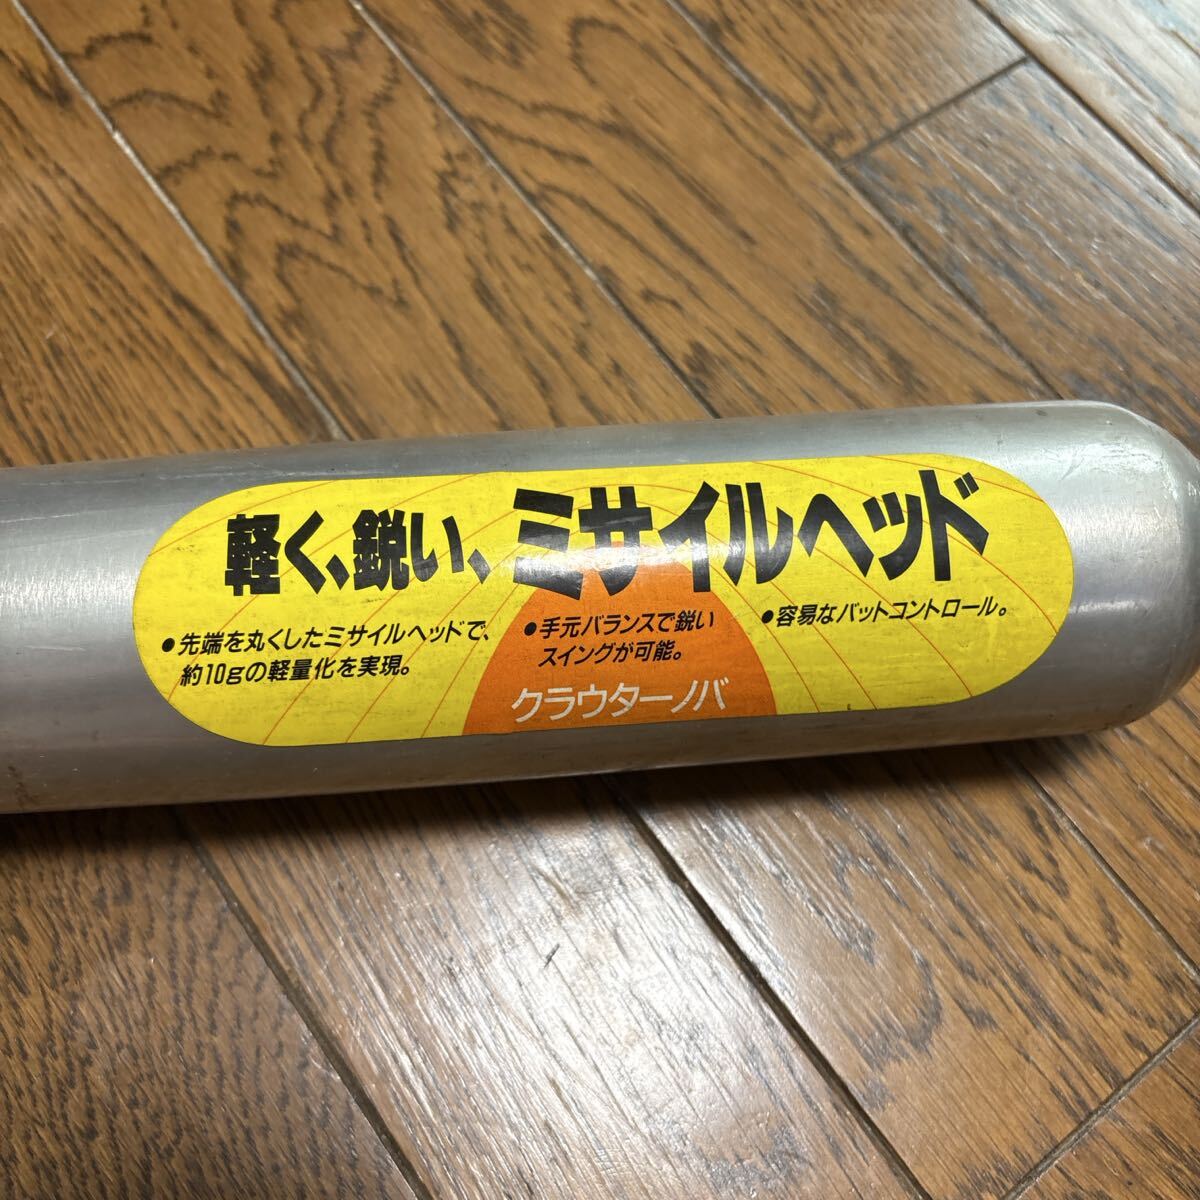 軽く、鋭い、ミサイルヘッド
●先端を丸くしたミサイルヘッドで、
約10gの軽量化を実現。
●手元バランスで鋭い
スイングが可能。
●容易なバットコントロール。
クラウターノバ